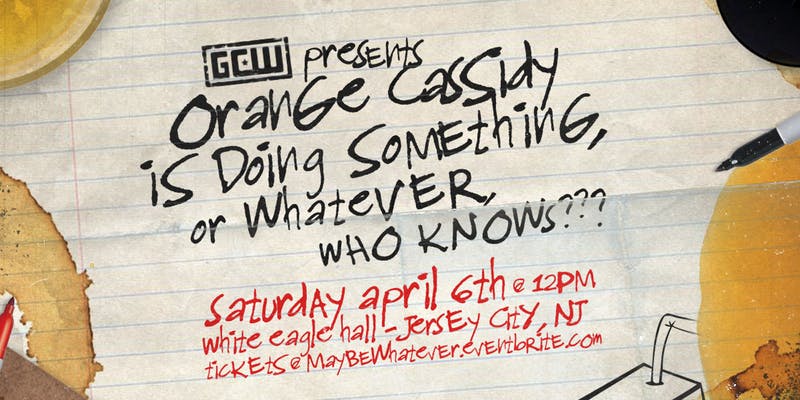 GCW presents
Orange Cassidy
is Doing Something,
or Whatever,
Who Knows???
Saturday April 6th @ 12PM
White Eagle Hall - Jersey City, NJ
Tickets @ MayBeWhatever.eventbrite.com